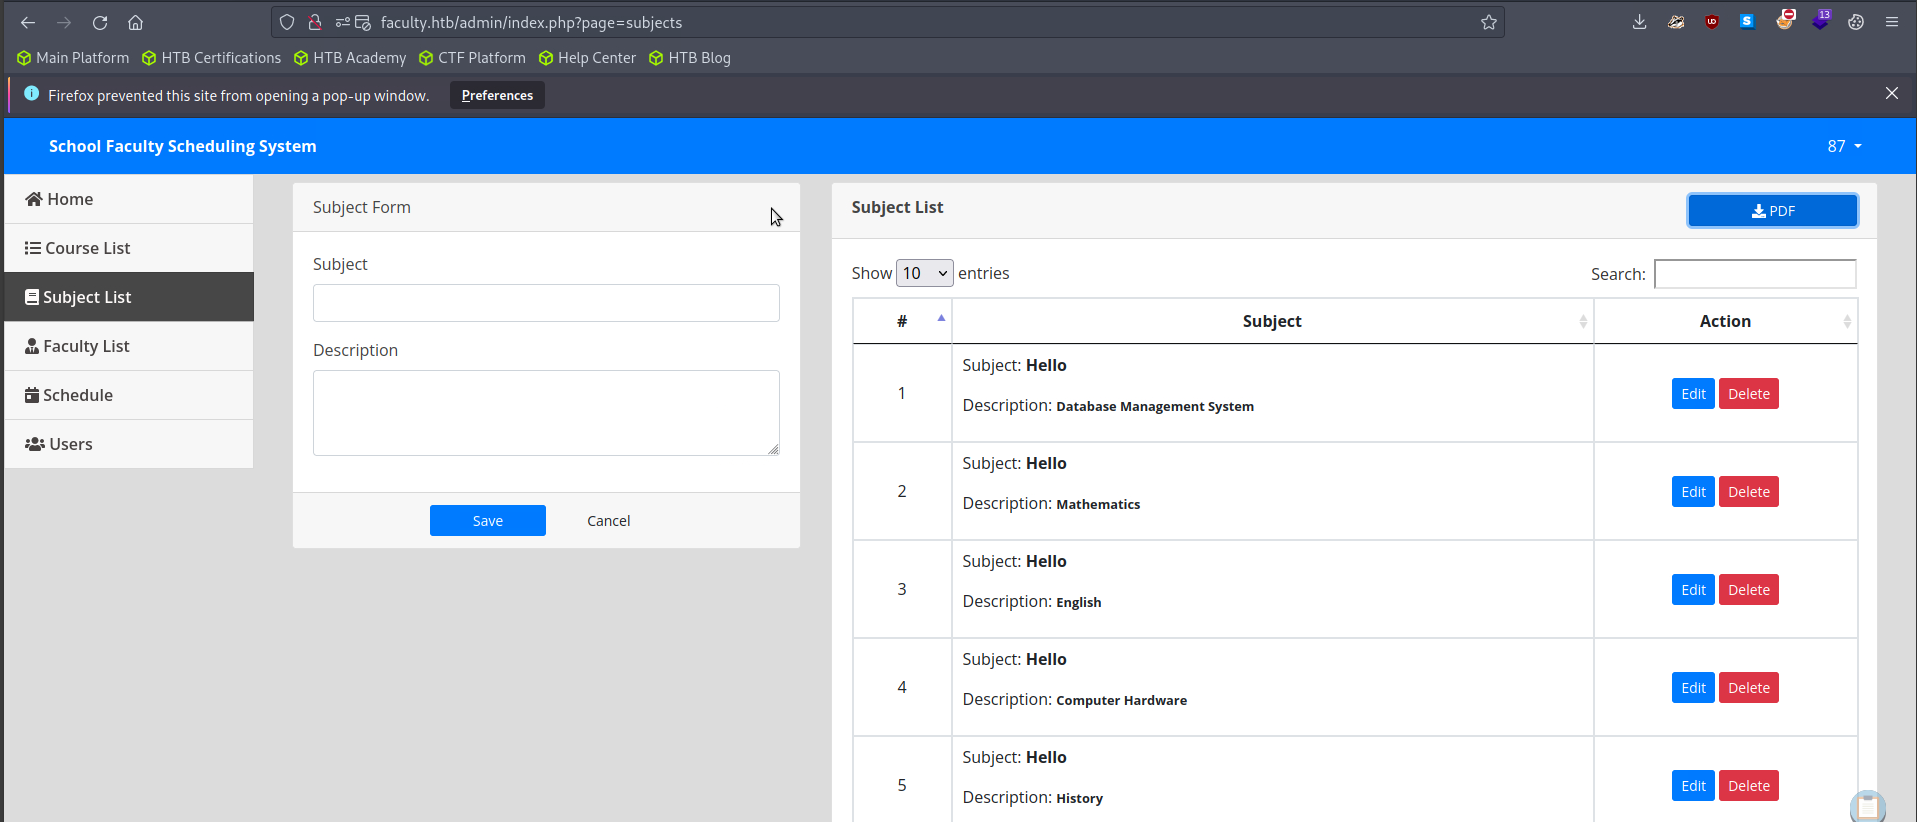 faculty.htb/admin/index.php?page=subjects
13
Main Platform HTB Certifications HTB Academy CTF Platform Help Center HTB Blog
Firefox prevented this site from opening a pop-up window. Preferences
School Faculty Scheduling System 87
Home
Course List
Subject List
Faculty List
Schedule
Users
Subject Form
Subject
Description
Save Cancel
Subject List PDF
Show 10 entries Search:
# Subject Action
Subject: Hello
1 Edit Delete
Description: Database Management System
Subject: Hello
2 Edit Delete
Description: Mathematics
Subject: Hello
3 Edit Delete
Description: English
Subject: Hello
4 Edit Delete
Description: Computer Hardware
Subject: Hello
5 Edit Delete
Description: History